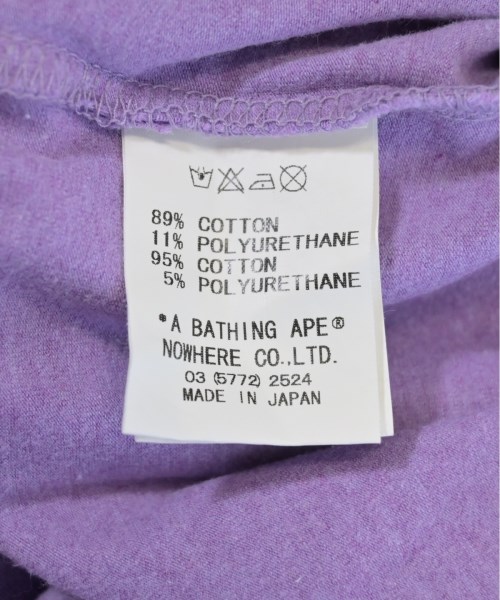 89% COTTON
11% POLYURETHANE
95% COTTON
5% POLYURETHANE
*A BATHING APE®
NOWHERE CO.,LTD.
03 (5772) 2524
MADE IN JAPAN